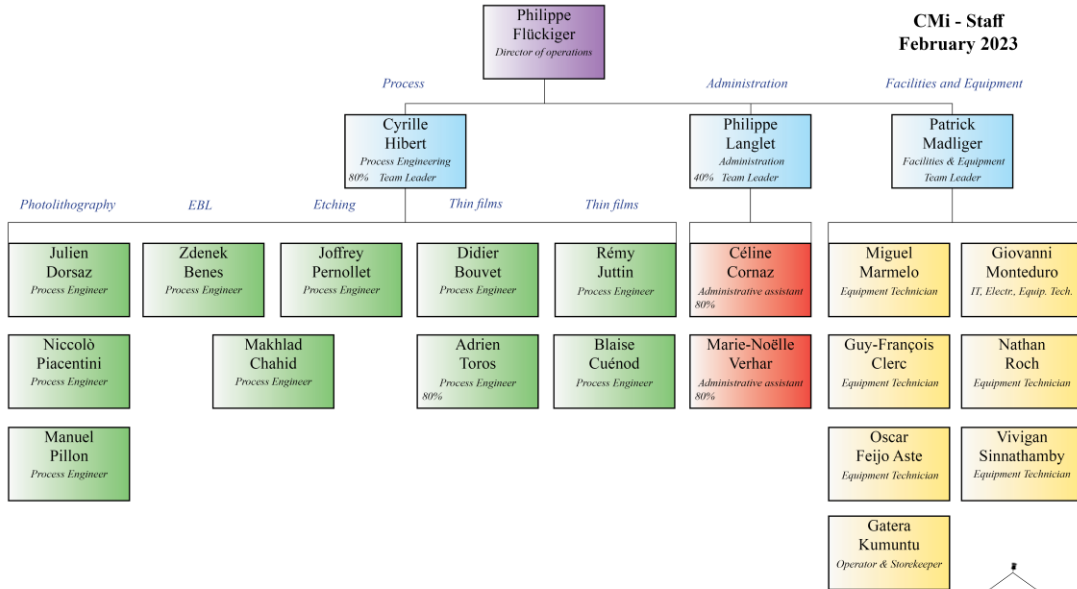 Philippe
Flückiger
Director of operations
CMi - Staff
February 2023
Process
Administration
Facilities and Equipment
Cyrille
Hibert
Process Engineering
80% Team Leader
Philippe
Langlet
Administration
40% Team Leader
Patrick
Madliger
Facilities & Equipment
Team Leader
Photolithography
EBL
Etching
Thin films
Thin films
Julien
Dorsaz
Process Engineer
Zdenek
Benes
Process Engineer
Joffrey
Pernollet
Process Engineer
Didier
Bouvet
Process Engineer
Rémy
Juttin
Process Engineer
Céline
Cornaz
Administrative assistant
80%
Miguel
Marmelo
Equipment Technician
Giovanni
Monteduro
IT, Electr., Equip. Tech.
Niccolò
Piacentini
Process Engineer
Makhlad
Chahid
Process Engineer
Adrien
Toros
Process Engineer
80%
Blaise
Cuénod
Process Engineer
Marie-Noëlle
Verhar
Administrative assistant
80%
Guy-François
Clerc
Equipment Technician
Nathan
Roch
Equipment Technician
Manuel
Pillon
Process Engineer
Oscar
Feijo Aste
Equipment Technician
Vivigan
Sinnathamby
Equipment Technician
Gatera
Kumuntu
Operator & Storekeeper